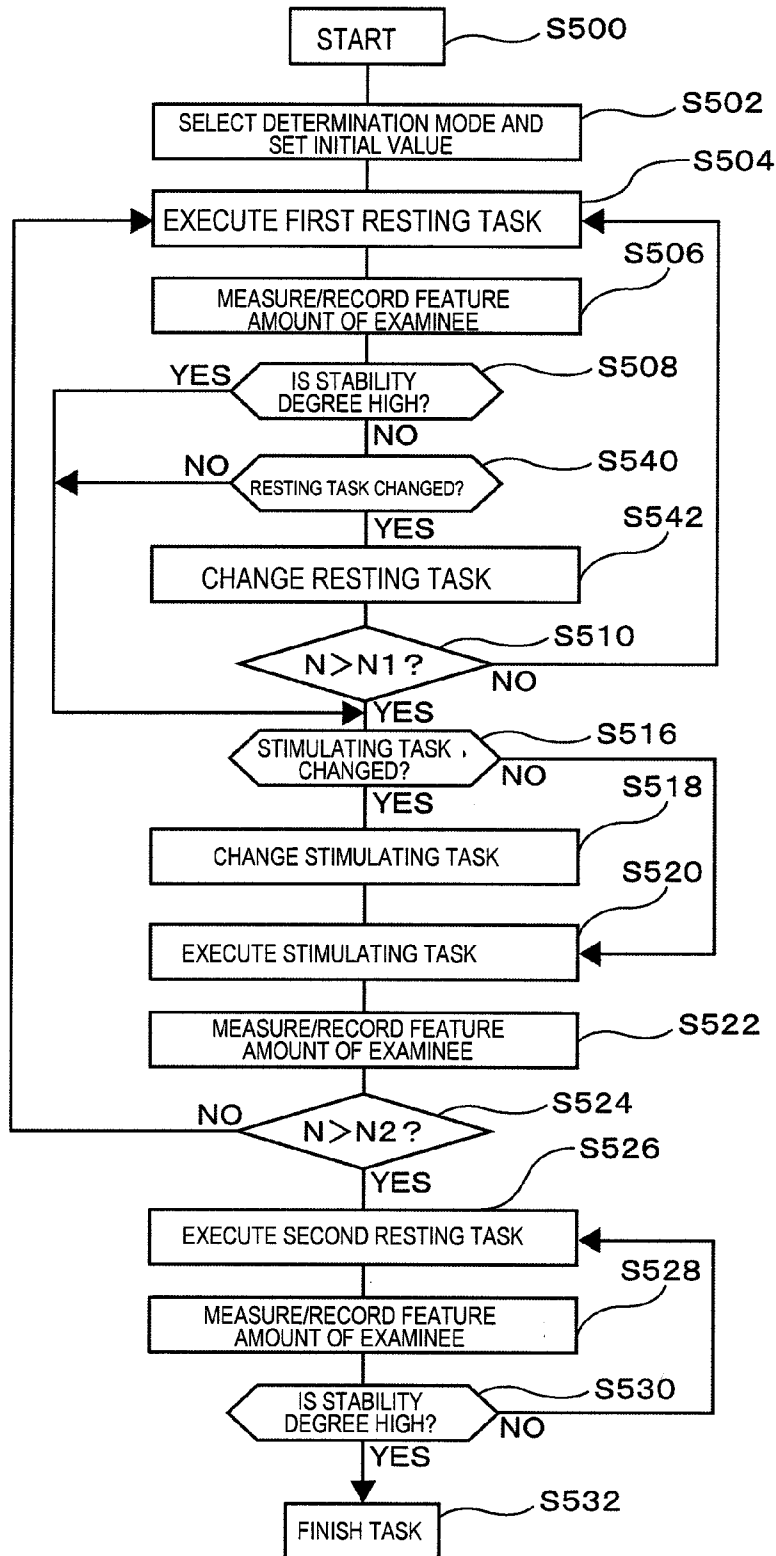 START
S500
SELECT DETERMINATION MODE AND
SET INITIAL VALUE
S502
EXECUTE FIRST RESTING TASK
S504
MEASURE/RECORD FEATURE
AMOUNT OF EXAMINEE
S506
YES
IS STABILITY
DEGREE HIGH?
S508
NO
NO
RESTING TASK CHANGED?
S540
YES
CHANGE RESTING TASK
S542
N>N1?
S510
NO
YES
STIMULATING TASK
CHANGED?
S516
NO
YES
CHANGE STIMULATING TASK
S518
EXECUTE STIMULATING TASK
S520
MEASURE/RECORD FEATURE
AMOUNT OF EXAMINEE
S522
NO
N>N2?
S524
YES
EXECUTE SECOND RESTING TASK
S526
MEASURE/RECORD FEATURE
AMOUNT OF EXAMINEE
S528
IS STABILITY
DEGREE HIGH?
S530
NO
YES
FINISH TASK
S532